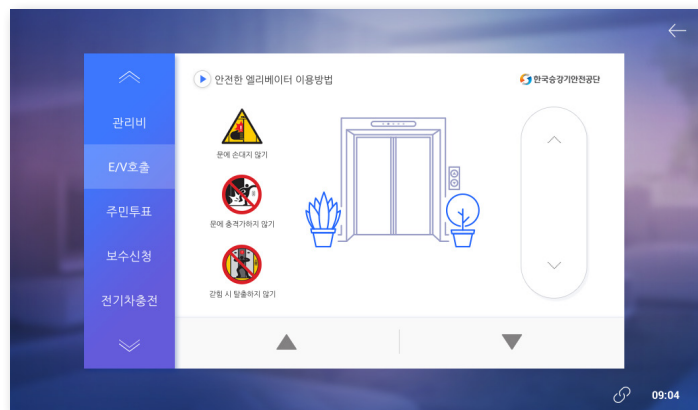 안전한 엘리베이터 이용방법
한국승강기안전공단
관리비
E/V호출
주민투표
보수신청
전기차충전
문에 손대지 않기
문에 충격가하지 않기
갇힘 시 탈출하지 않기
09:04